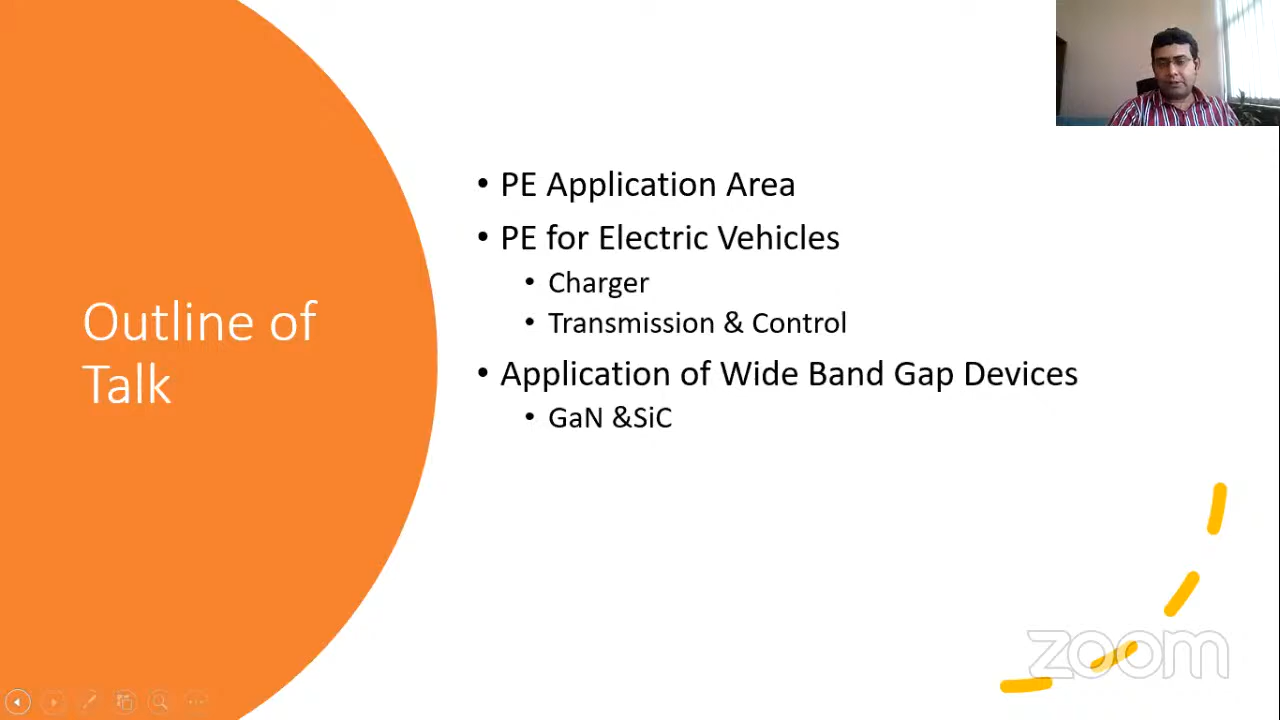 Outline of
Talk
• PE Application Area
• PE for Electric Vehicles
• Charger
• Transmission & Control
• Application of Wide Band Gap Devices
• GaN &SiC
zoom